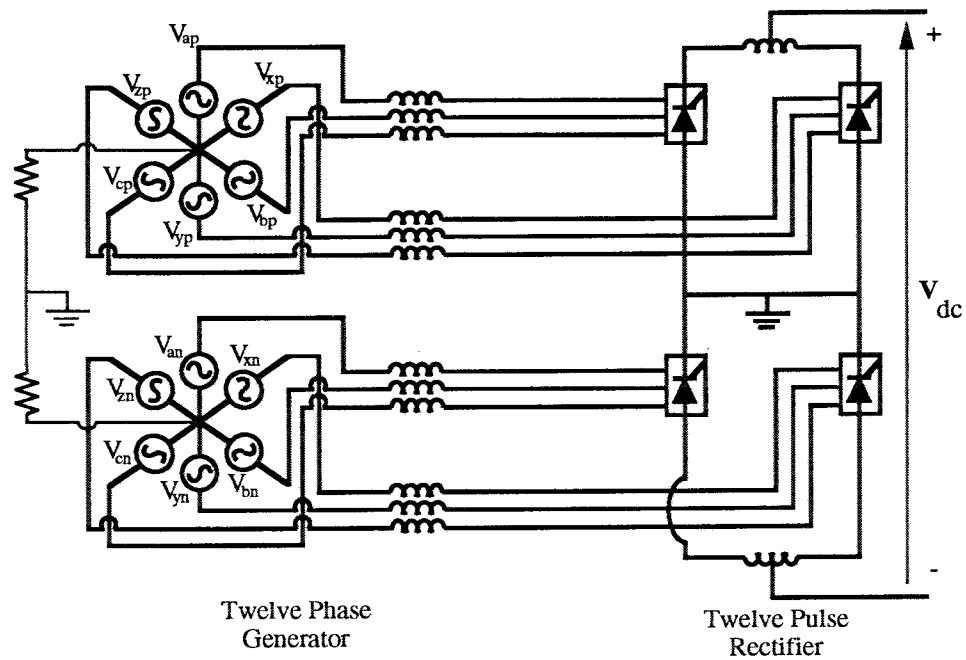 Vap
Vzp
Vxp
Vcp
Vbp
Vyp
+
Vdc
Van
Vxn
Vzn
Vcn
Vbn
Vyn
-
Twelve Phase
Generator
Twelve Pulse
Rectifier